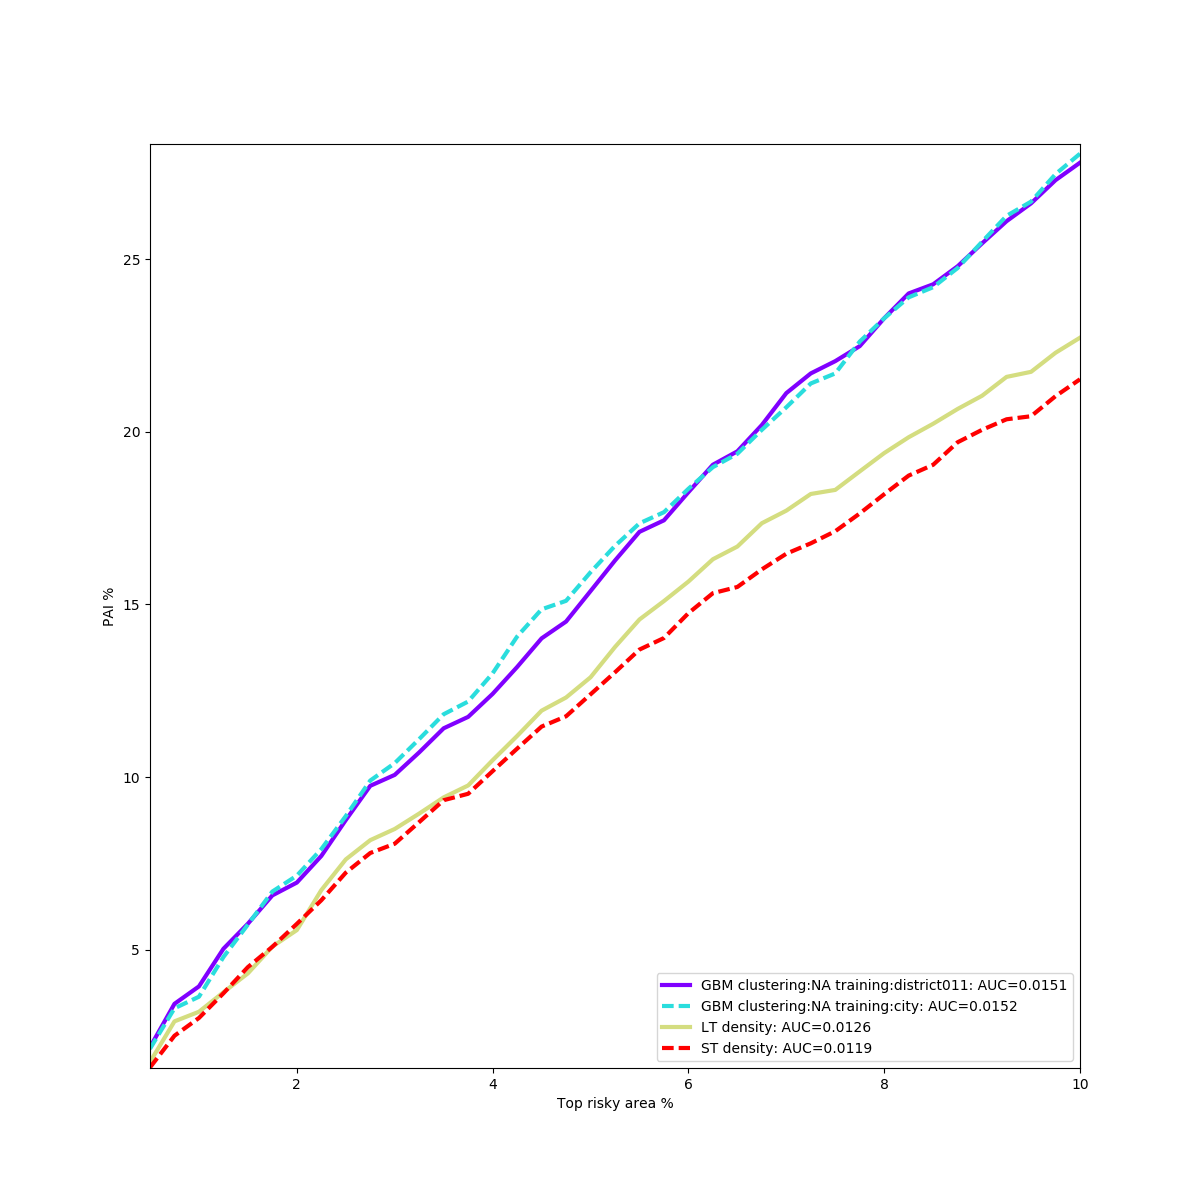 25
20
15
10
5
PAI %
2
4
6
8
10
Top risky area %
GBM clustering:NA training:district011: AUC=0.0151
GBM clustering:NA training:city: AUC=0.0152
LT density: AUC=0.0126
ST density: AUC=0.0119